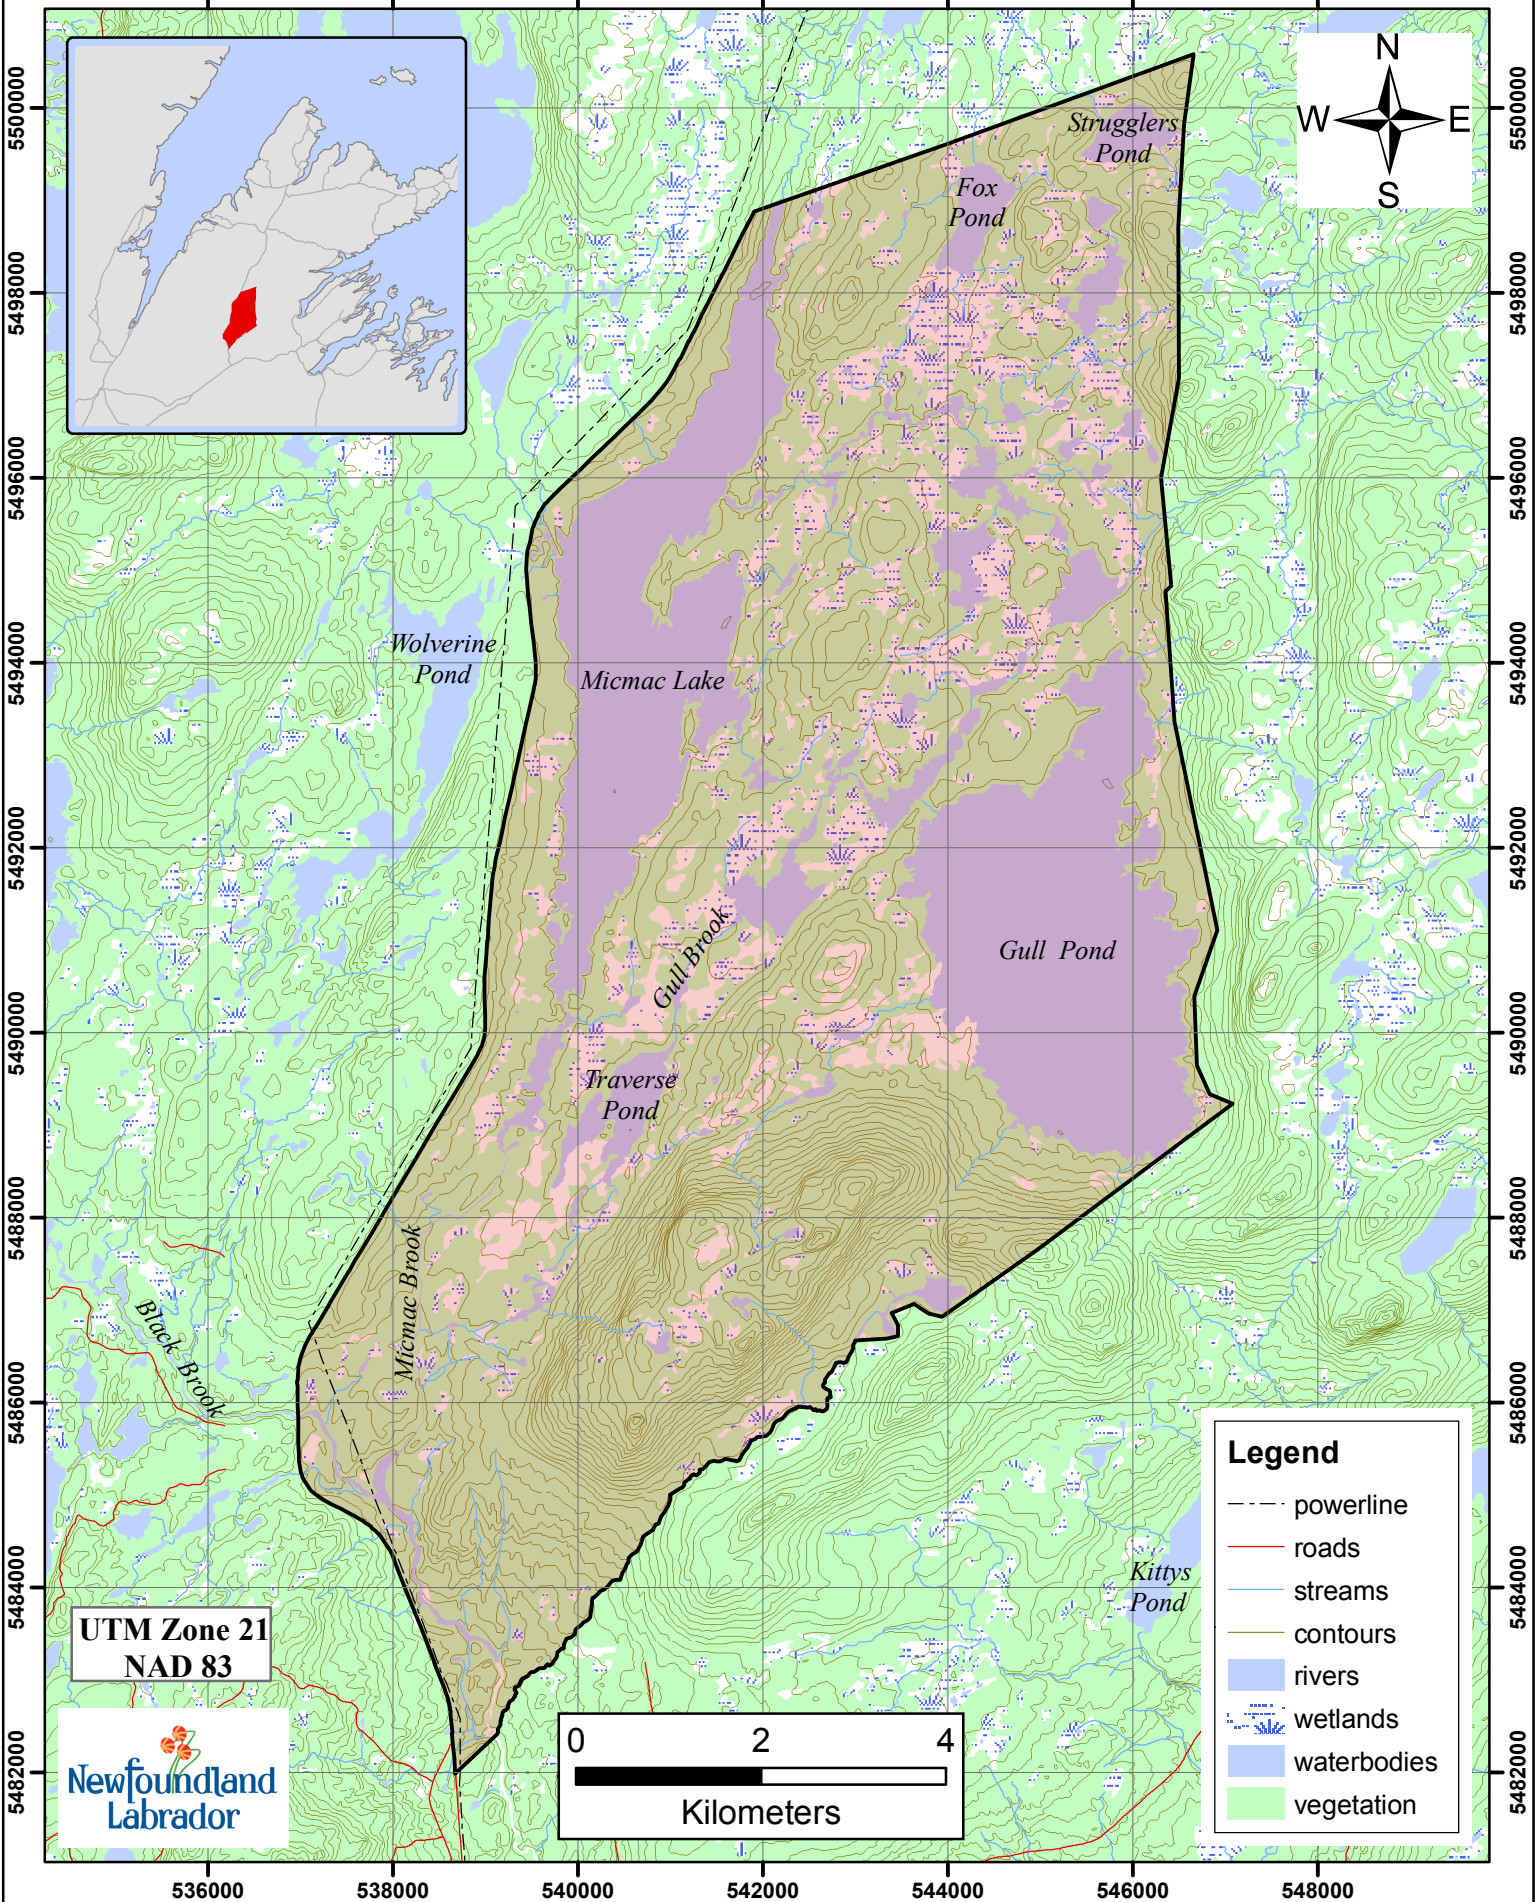 N
W E
S
Strugglers
Pond
Fox
Pond
Wolverine
Pond
Micmac Lake
Gull Brook
Gull Pond
Traverse
Pond
Micmac Brook
Black Brook
Kittys
Pond
UTM Zone 21
NAD 83
Newfoundland
Labrador
0 2 4
Kilometers
Legend
powerline
roads
streams
contours
rivers
wetlands
waterbodies
vegetation
5500000
5498000
5496000
5494000
5492000
5490000
5488000
5486000
5484000
5482000
5500000
5498000
5496000
5494000
5492000
5490000
5488000
5486000
5484000
5482000
536000 538000 540000 542000 544000 546000 548000